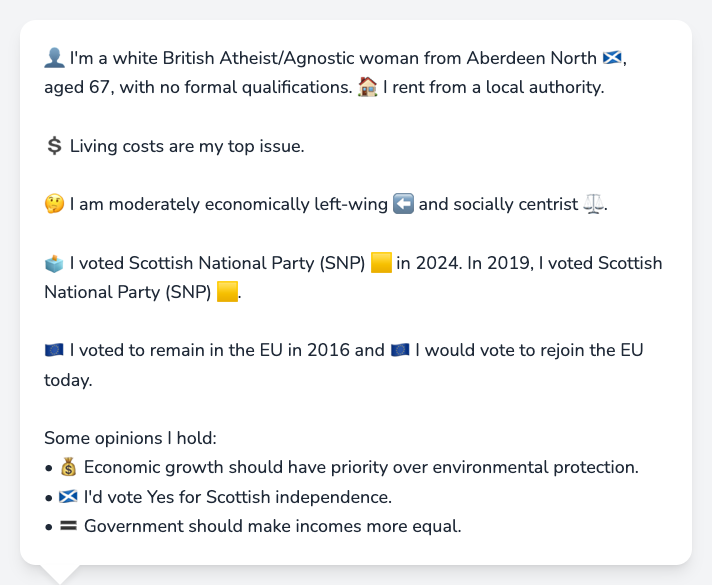 👤 I'm a white British Atheist/Agnostic woman from Aberdeen North 🏴󠁧󠁢󠁳󠁣󠁴󠁿,
aged 67, with no formal qualifications. 🏠 I rent from a local authority.
💲 Living costs are my top issue.
🤔 I am moderately economically left-wing ⬅️ and socially centrist ⚖️.
🗳️ I voted Scottish National Party (SNP) 🟨 in 2024. In 2019, I voted Scottish
National Party (SNP) 🟨.
🇪🇺 I voted to remain in the EU in 2016 and 🇪🇺 I would vote to rejoin the EU
today.
Some opinions I hold:
• 💰 Economic growth should have priority over environmental protection.
• 🏴󠁧󠁢󠁳󠁣󠁴󠁿 I'd vote Yes for Scottish independence.
• 🟰 Government should make incomes more equal.